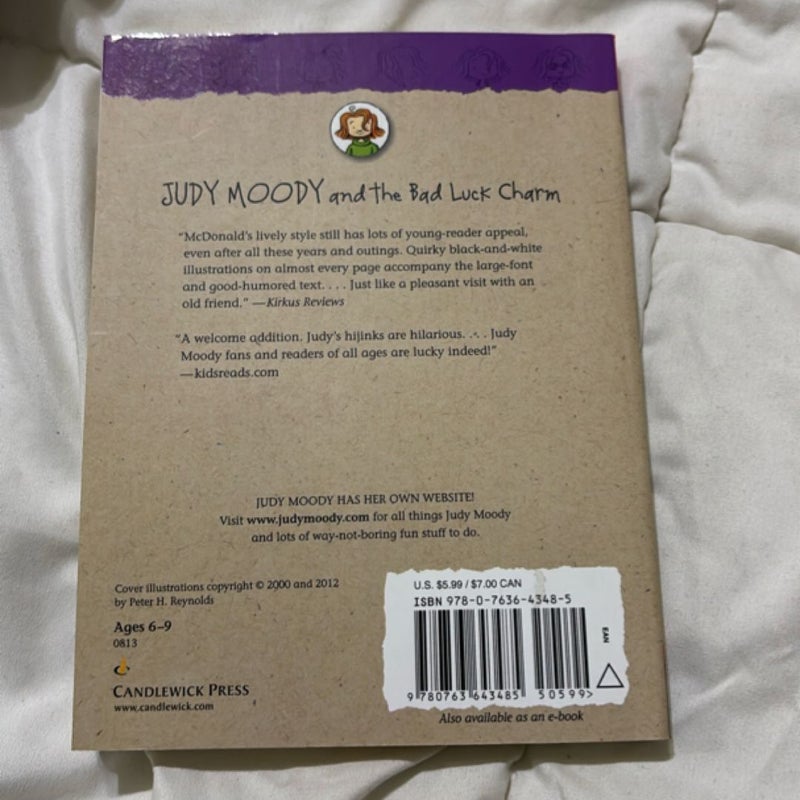 JUDY MOODY and the Bad Luck Charm
"McDonald's lively style still has lots of young-reader appeal,
even after all these years and outings. Quirky black-and-white
illustrations on almost every page accompany the large-font
and good-humored text. . . . Just like a pleasant visit with an
old friend." —Kirkus Reviews
"A welcome addition. Judy's hijinks are hilarious. . . . Judy
Moody fans and readers of all ages are lucky indeed!"
—kidsreads.com
JUDY MOODY HAS HER OWN WEBSITE!
Visit www.judymoody.com for all things Judy Moody
and lots of way-not-boring fun stuff to do.
Cover illustrations copyright © 2000 and 2012
by Peter H. Reynolds
Ages 6–9
0813
CANDLEWICK PRESS
www.candlewick.com
U.S. $5.99 / $7.00 CAN
ISBN 978-0-7636-4348-5
EAN
9 780763 643485 50599>
Also available as an e-book